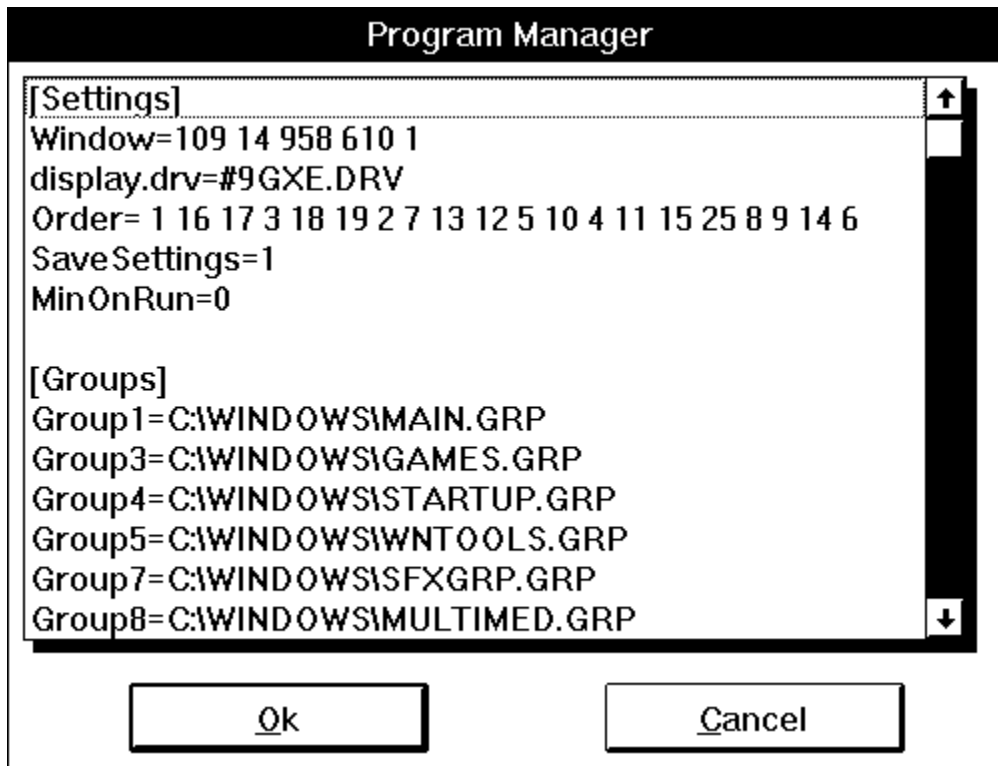 Program Manager
[Settings]
Window=109 14 958 610 1
display.drv=#9GXE.DRV
Order= 1 16 17 3 18 19 2 7 13 12 5 10 4 11 15 25 8 9 14 6
SaveSettings=1
MinOnRun=0
[Groups]
Group1=C:\WINDOWS\MAIN.GRP
Group3=C:\WINDOWS\GAMES.GRP
Group4=C:\WINDOWS\STARTUP.GRP
Group5=C:\WINDOWS\WNTOOLS.GRP
Group7=C:\WINDOWS\SFXGRP.GRP
Group8=C:\WINDOWS\MULTIMED.GRP
Ok Cancel